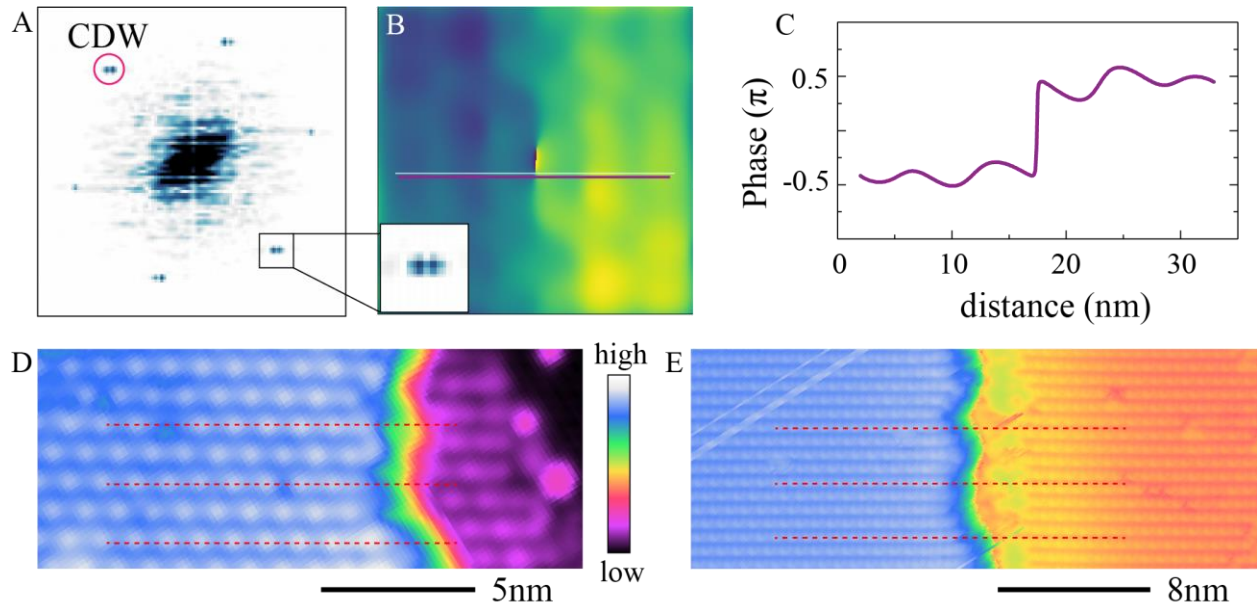 A
CDW
B
C
Phase (π)
0.5
-0.5
0
10
20
30
distance (nm)
D
high
low
5nm
E
8nm